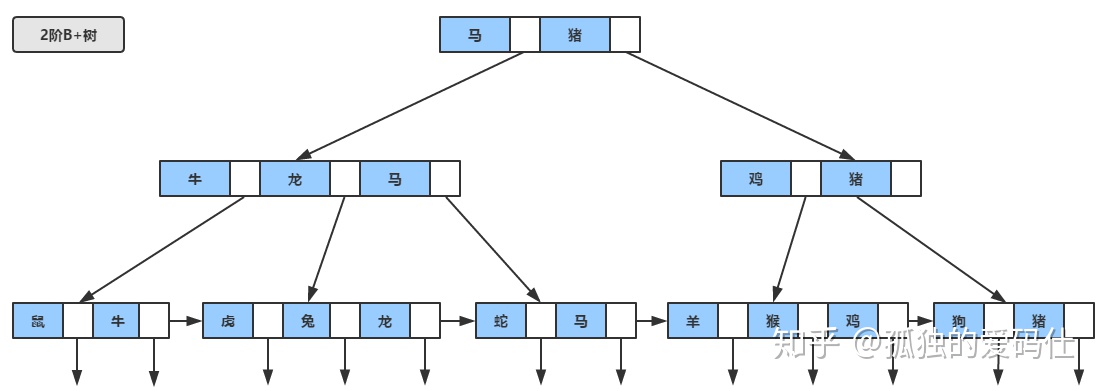 2阶B+树
马 猪
牛 龙 马
鸡 猪
鼠 牛
虎 兔 龙
蛇 马
羊 猴 鸡
狗 猪
知乎 @孤独的爱码仕